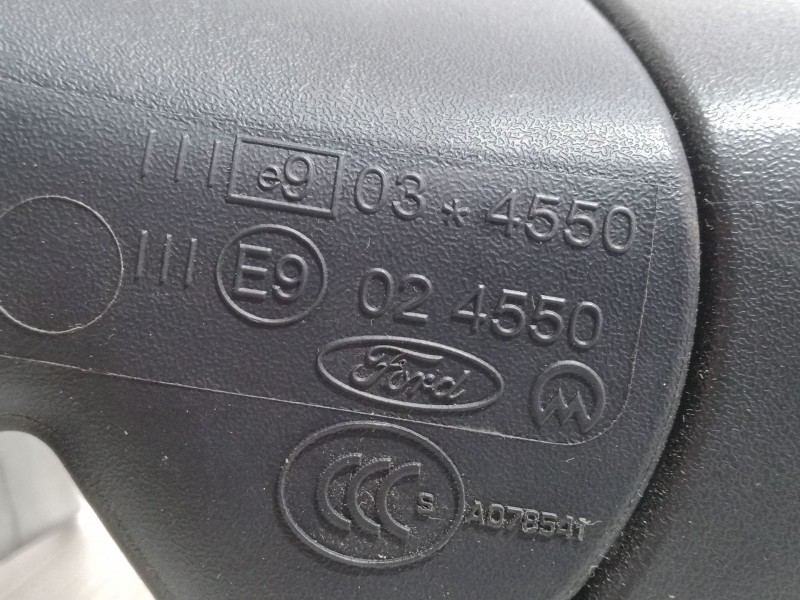 III e9 03 * 4550
III E9 02 4550
Ford
CCC S A078541